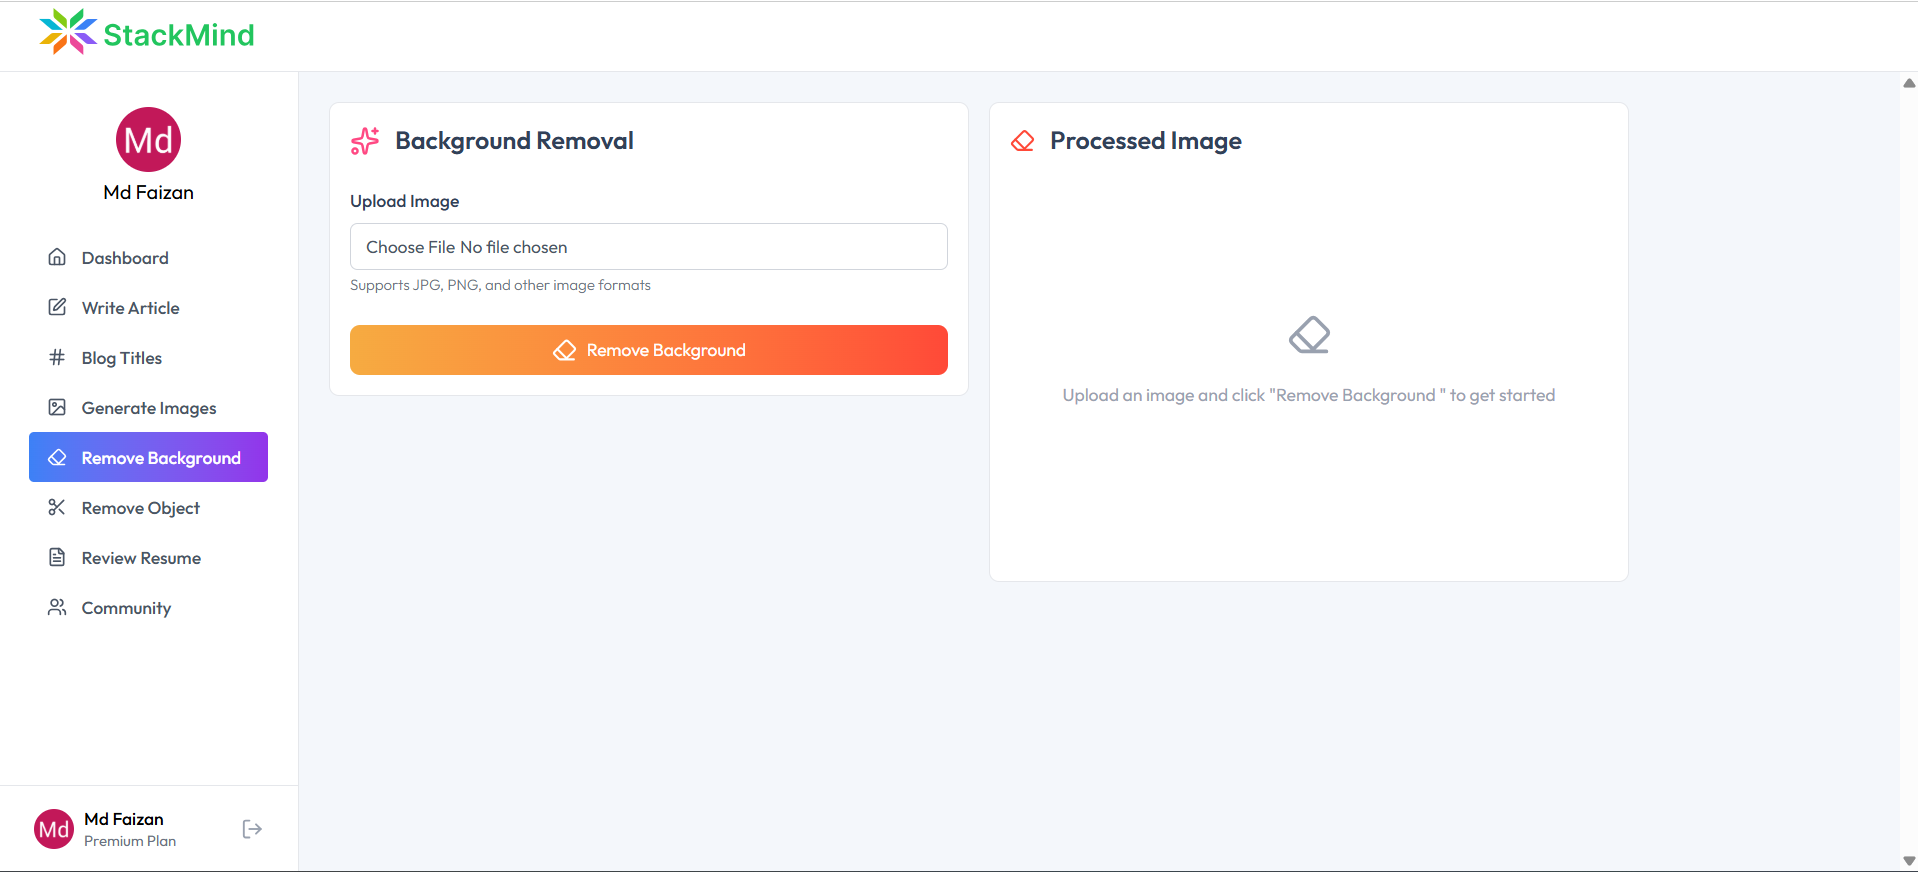 StackMind
Md
Md Faizan
Dashboard
Write Article
Blog Titles
Generate Images
Remove Background
Remove Object
Review Resume
Community
Md
Md Faizan
Premium Plan
Background Removal
Upload Image
Choose File No file chosen
Supports JPG, PNG, and other image formats
Remove Background
Processed Image
Upload an image and click "Remove Background " to get started